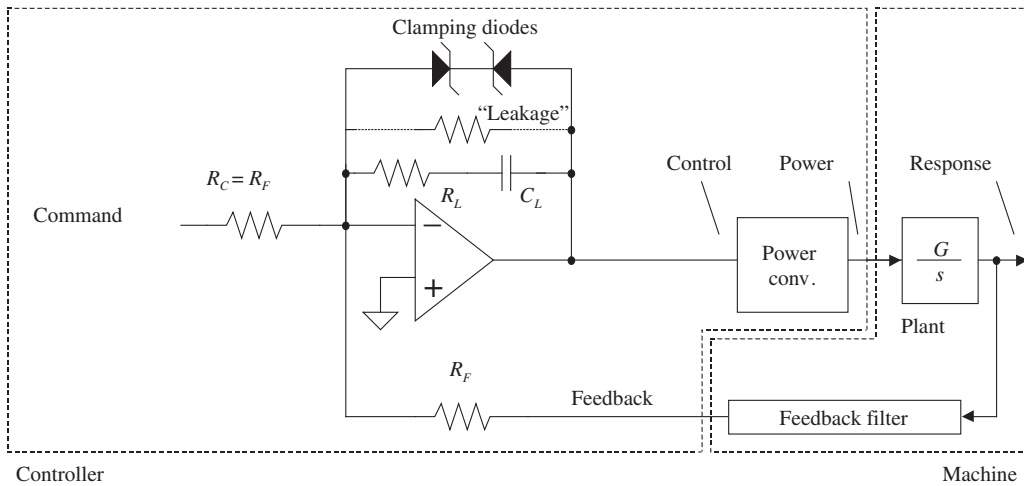 Clamping diodes
“Leakage”
R_C = R_F
R_L
C_L
Command
Control
Power
Response
−
+
Power
conv.
G
s
Plant
R_F
Feedback
Feedback filter
Controller
Machine